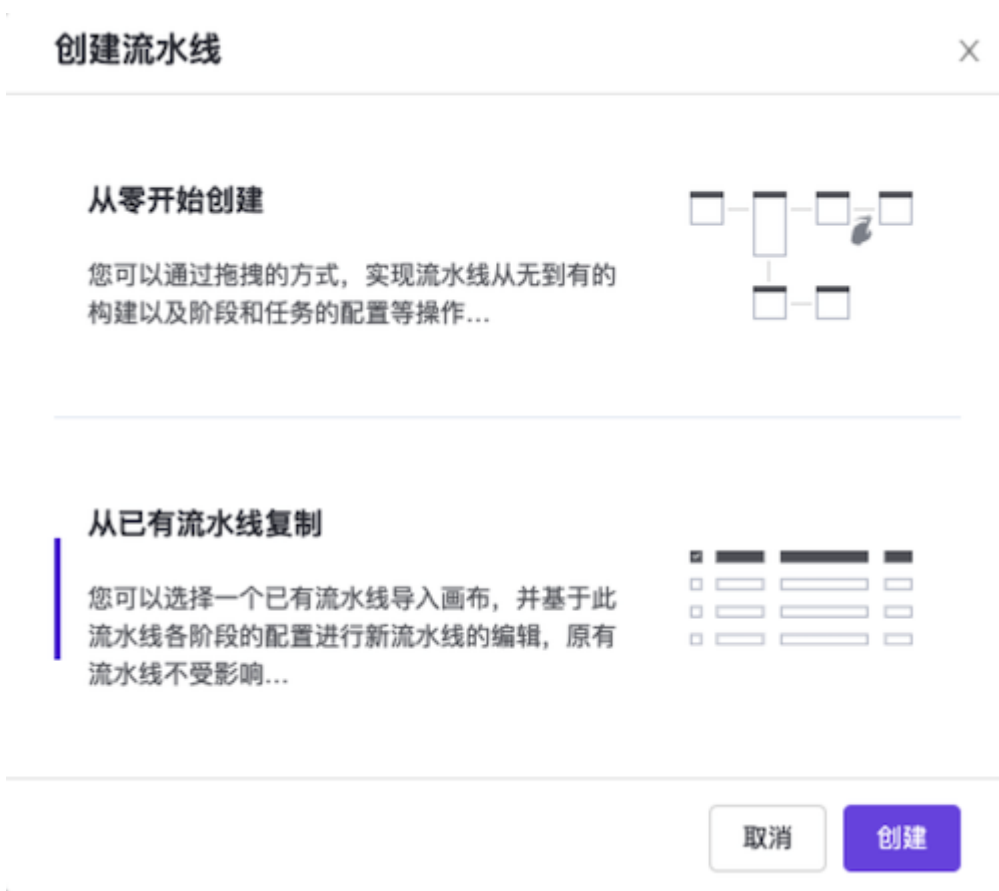 创建流水线
从零开始创建
您可以通过拖拽的方式，实现流水线从无到有的
构建以及阶段和任务的配置等操作...
从已有流水线复制
您可以选择一个已有流水线导入画布，并基于此
流水线各阶段的配置进行新流水线的编辑，原有
流水线不受影响...
取消
创建